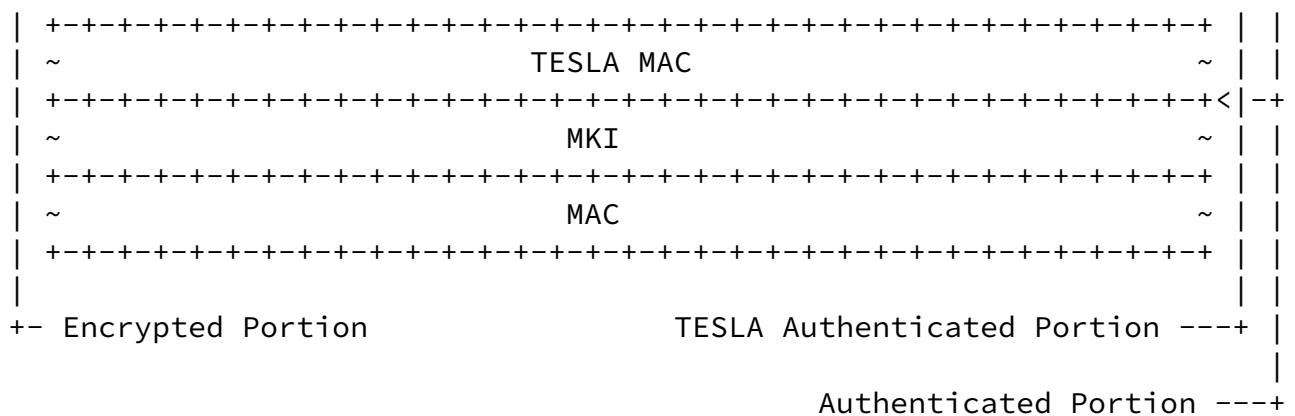 | +-+-+-+-+-+-+-+-+-+-+-+-+-+-+-+-+-+-+-+-+-+-+-+-+-+-+-+-+-+-+-+-+ | |
| ~                          TESLA MAC                            ~ | |
| +-+-+-+-+-+-+-+-+-+-+-+-+-+-+-+-+-+-+-+-+-+-+-+-+-+-+-+-+-+-+-+-+<|-+
| ~                            MKI                                ~ | |
| +-+-+-+-+-+-+-+-+-+-+-+-+-+-+-+-+-+-+-+-+-+-+-+-+-+-+-+-+-+-+-+-+ | |
| ~                            MAC                                ~ | |
| +-+-+-+-+-+-+-+-+-+-+-+-+-+-+-+-+-+-+-+-+-+-+-+-+-+-+-+-+-+-+-+-+ | |
|                                                                   | |
+- Encrypted Portion                 TESLA Authenticated Portion ---+ |
                                                                      |
                                             Authenticated Portion ---+